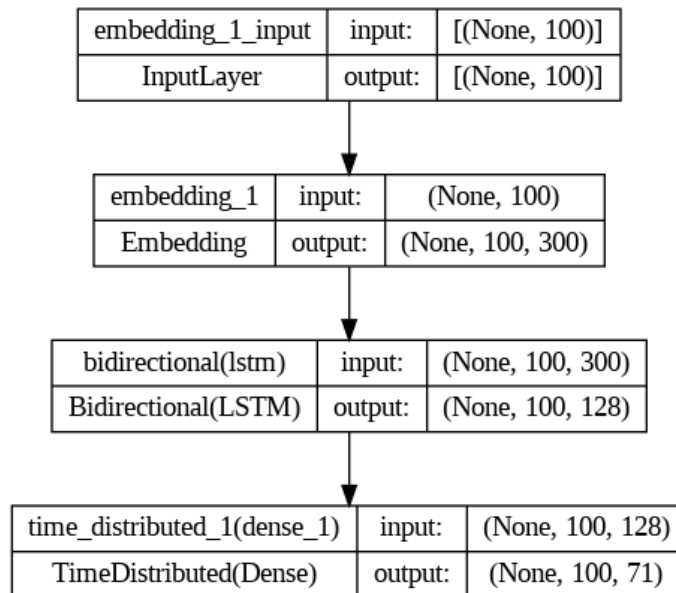 embedding_1_input input: [(None, 100)]
InputLayer output: [(None, 100)]
embedding_1 input: (None, 100)
Embedding output: (None, 100, 300)
bidirectional(lstm) input: (None, 100, 300)
Bidirectional(LSTM) output: (None, 100, 128)
time_distributed_1(dense_1) input: (None, 100, 128)
TimeDistributed(Dense) output: (None, 100, 71)